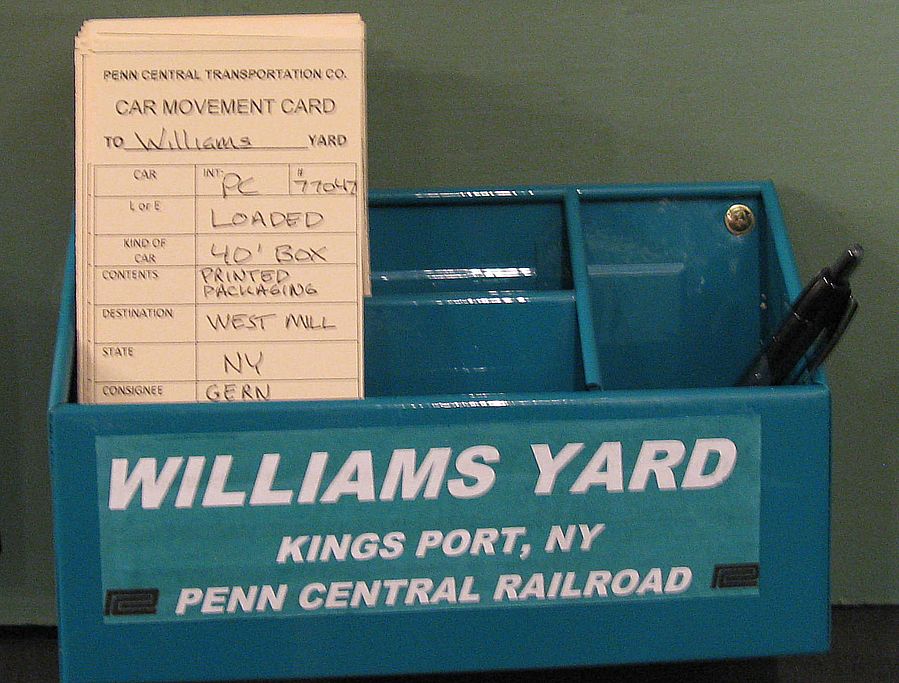 PENN CENTRAL TRANSPORTATION CO.
CAR MOVEMENT CARD
TO Williams YARD
CAR INT: PC # 77047
L or E LOADED
KIND OF CAR 40' BOX
CONTENTS PRINTED PACKAGING
DESTINATION WEST MILL
STATE NY
CONSIGNEE GERN
WILLIAMS YARD
KINGS PORT, NY
PENN CENTRAL RAILROAD